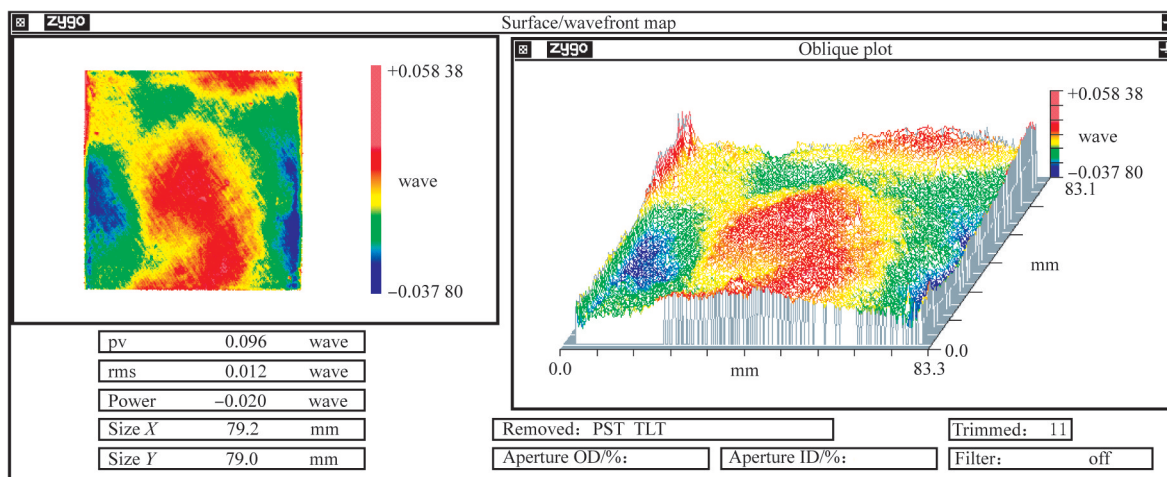 zygo Surface/wavefront map
+0.058 38
wave
−0.037 80
zygo Oblique plot
+0.058 38
wave
−0.037 80
83.1
mm
0.0
0.0 mm 83.3
pv 0.096 wave
rms 0.012 wave
Power −0.020 wave
Size X 79.2 mm
Size Y 79.0 mm
Removed: PST TLT
Trimmed: 11
Aperture OD/%:
Aperture ID/%:
Filter: off